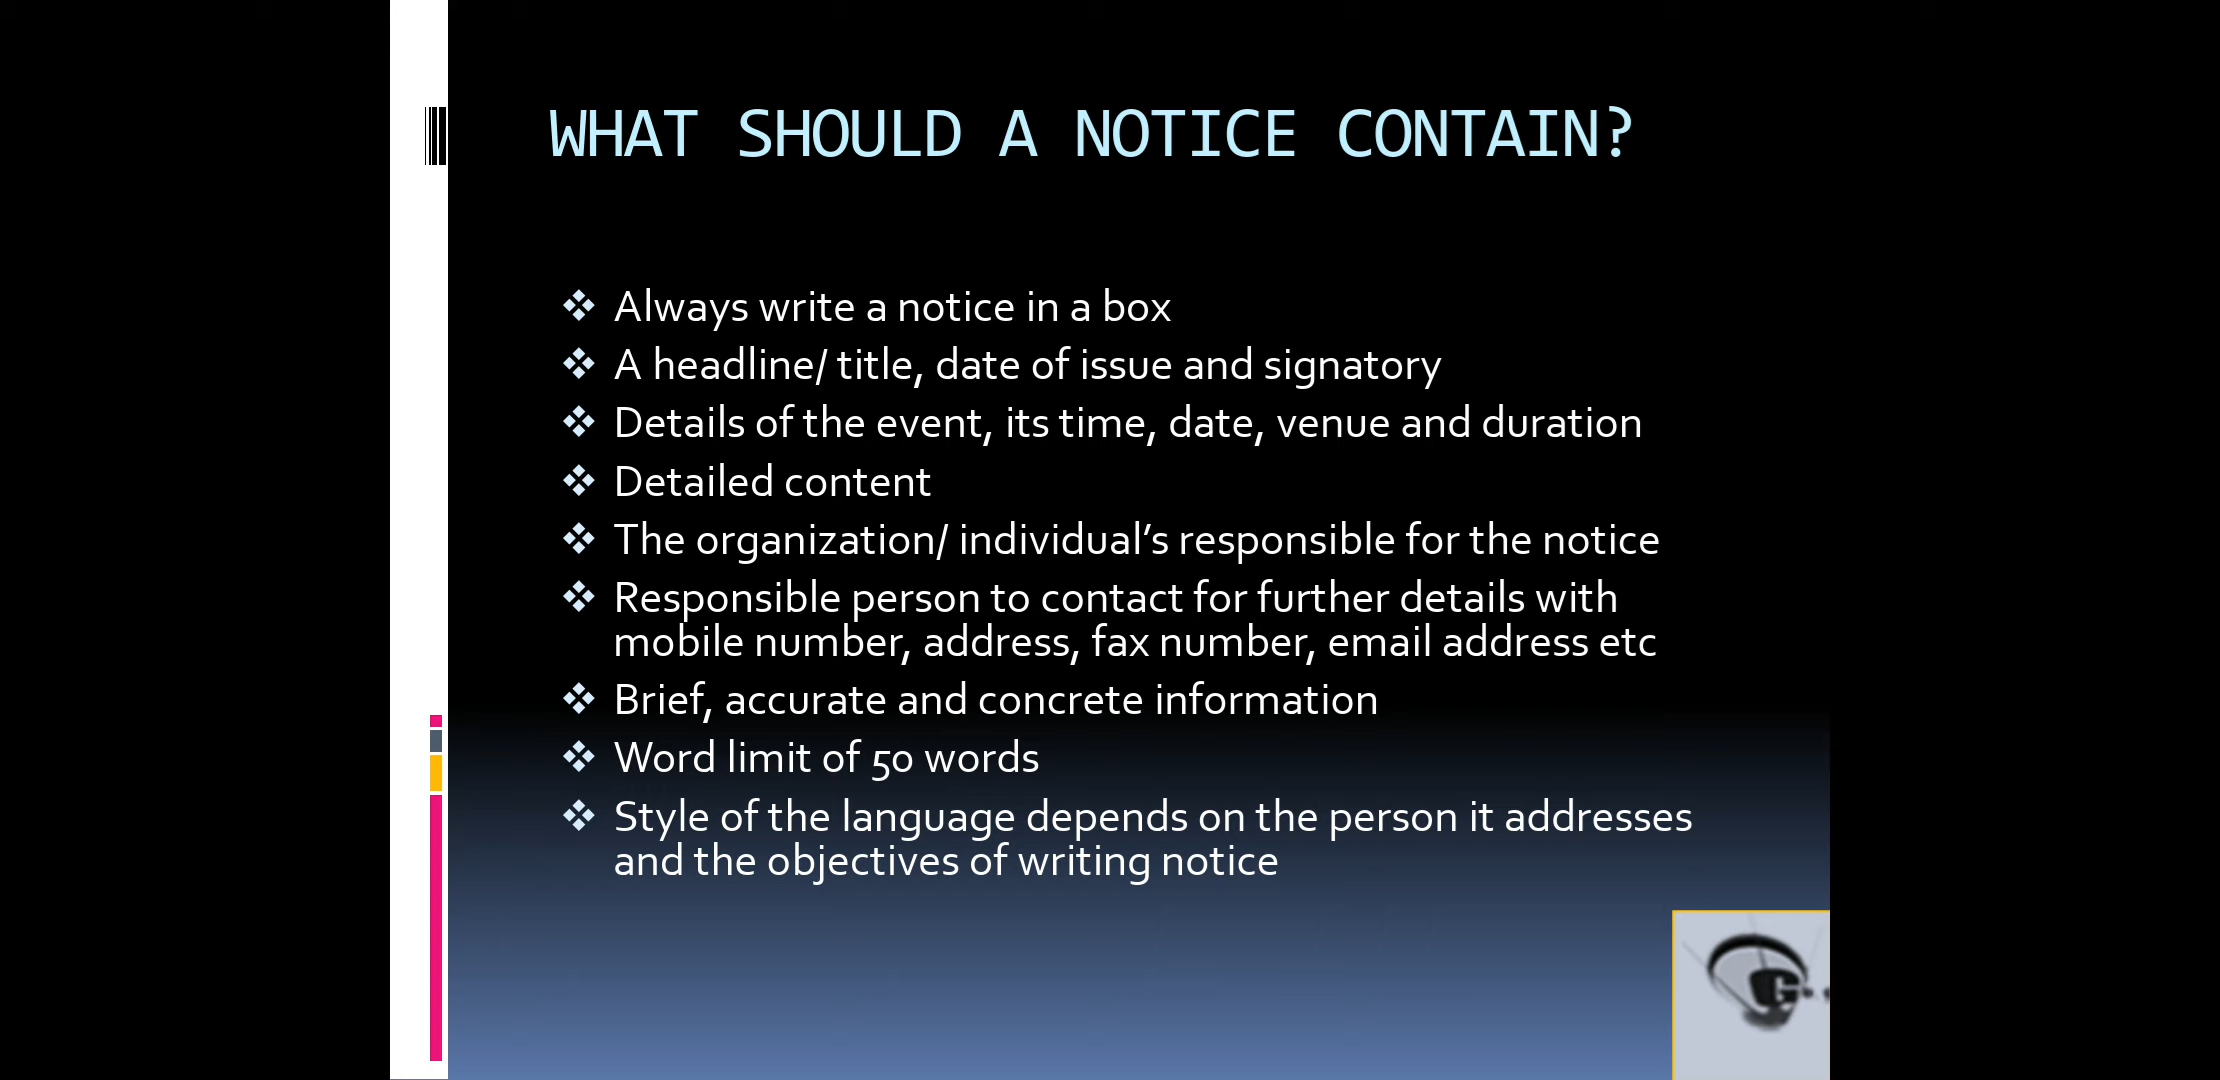 WHAT SHOULD A NOTICE CONTAIN?
❖ Always write a notice in a box
❖ A headline/ title, date of issue and signatory
❖ Details of the event, its time, date, venue and duration
❖ Detailed content
❖ The organization/ individual’s responsible for the notice
❖ Responsible person to contact for further details with
mobile number, address, fax number, email address etc
❖ Brief, accurate and concrete information
❖ Word limit of 50 words
❖ Style of the language depends on the person it addresses
and the objectives of writing notice